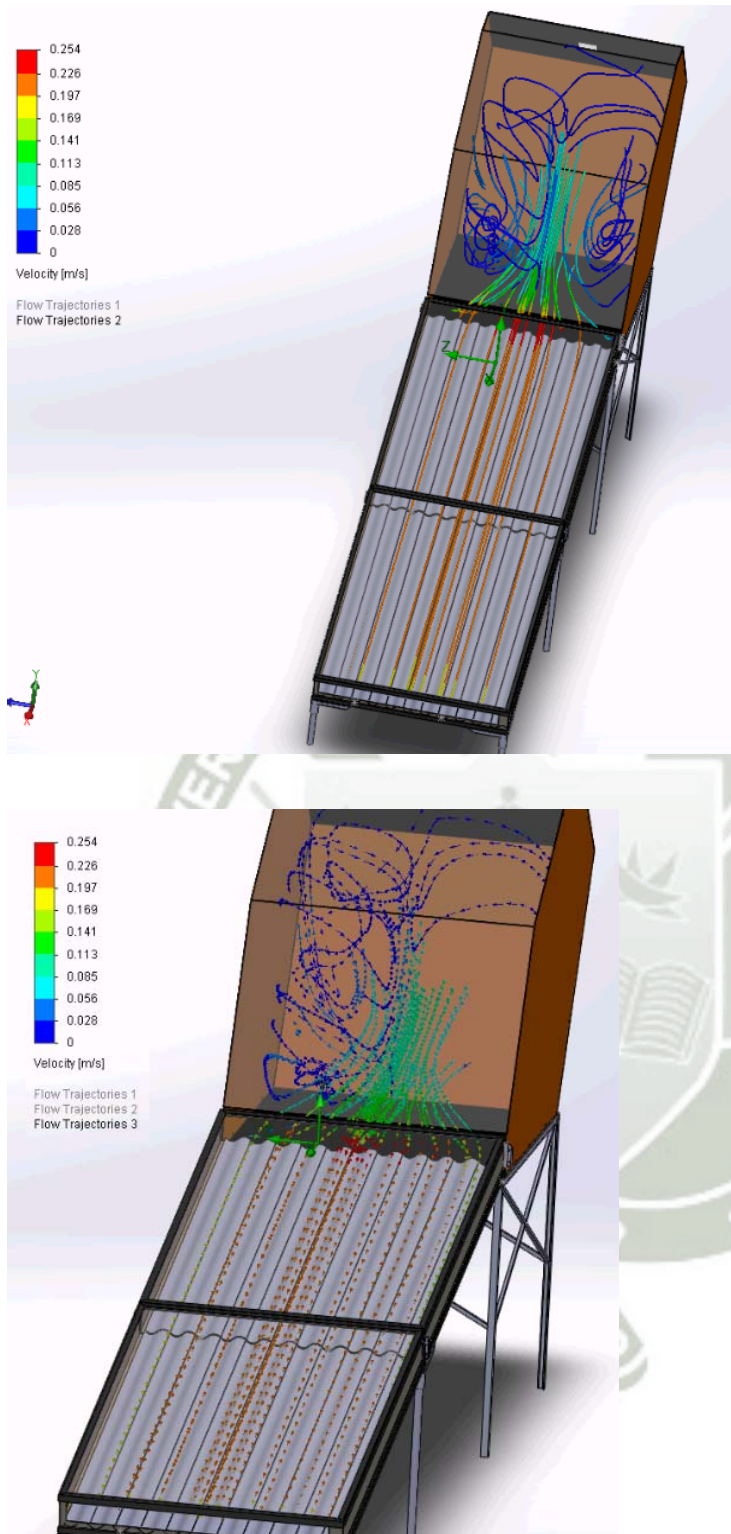 0.254
0.226
0.197
0.169
0.141
0.113
0.085
0.056
0.028
0
Velocity [m/s]
Flow Trajectories 1
Flow Trajectories 2
Z
Y
X
0.254
0.226
0.197
0.169
0.141
0.113
0.085
0.056
0.028
0
Velocity [m/s]
Flow Trajectories 1
Flow Trajectories 2
Flow Trajectories 3